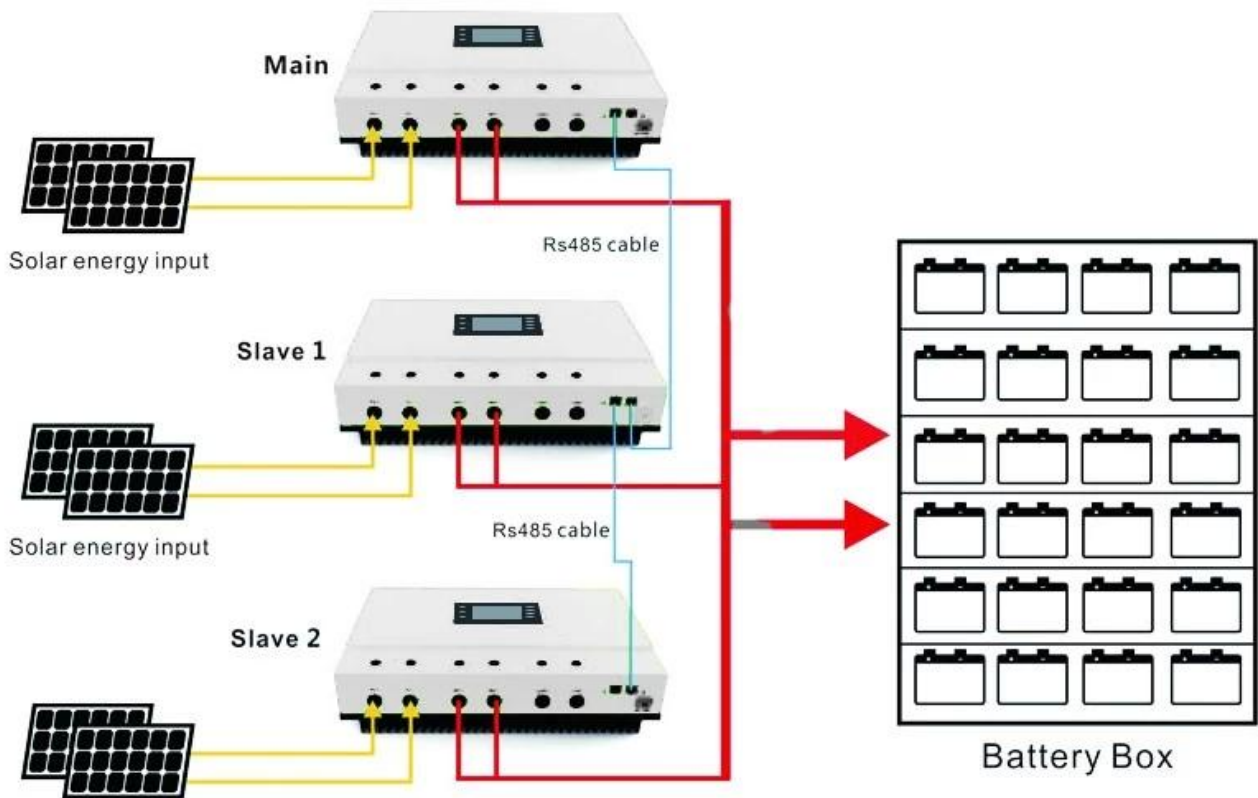 Main
Solar energy input
Rs485 cable
Slave 1
Solar energy input
Rs485 cable
Slave 2
Battery Box